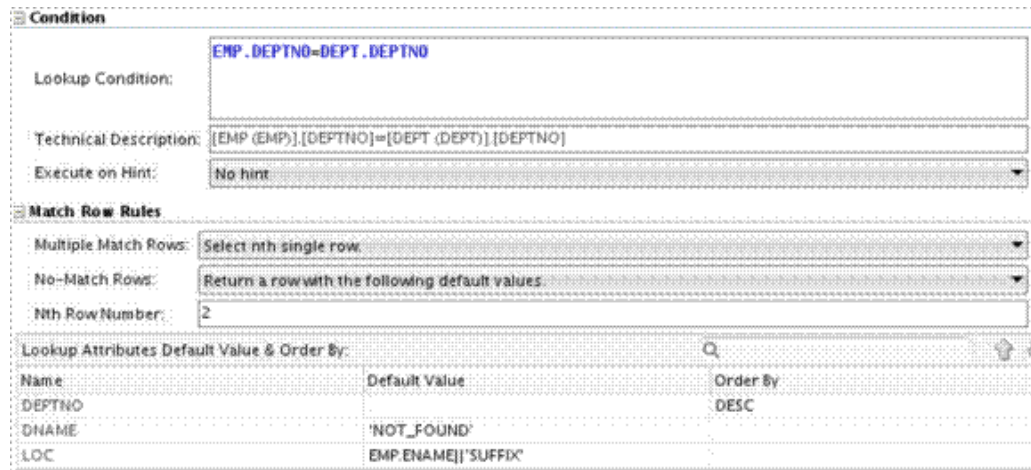 Condition
EMP.DEPTNO=DEPT.DEPTNO
Lookup Condition:
Technical Description: [EMP (EMP)].[DEPTNO]=[DEPT (DEPT)].[DEPTNO]
Execute on Hint: No hint
Match Row Rules
Multiple Match Rows: Select nth single row.
No-Match Rows: Return a row with the following default values.
Nth Row Number: 2
Lookup Attributes Default Value & Order By:
Name Default Value Order By
DEPTNO DESC
DNAME 'NOT_FOUND'
LOC EMP.ENAME||'SUFFIX'